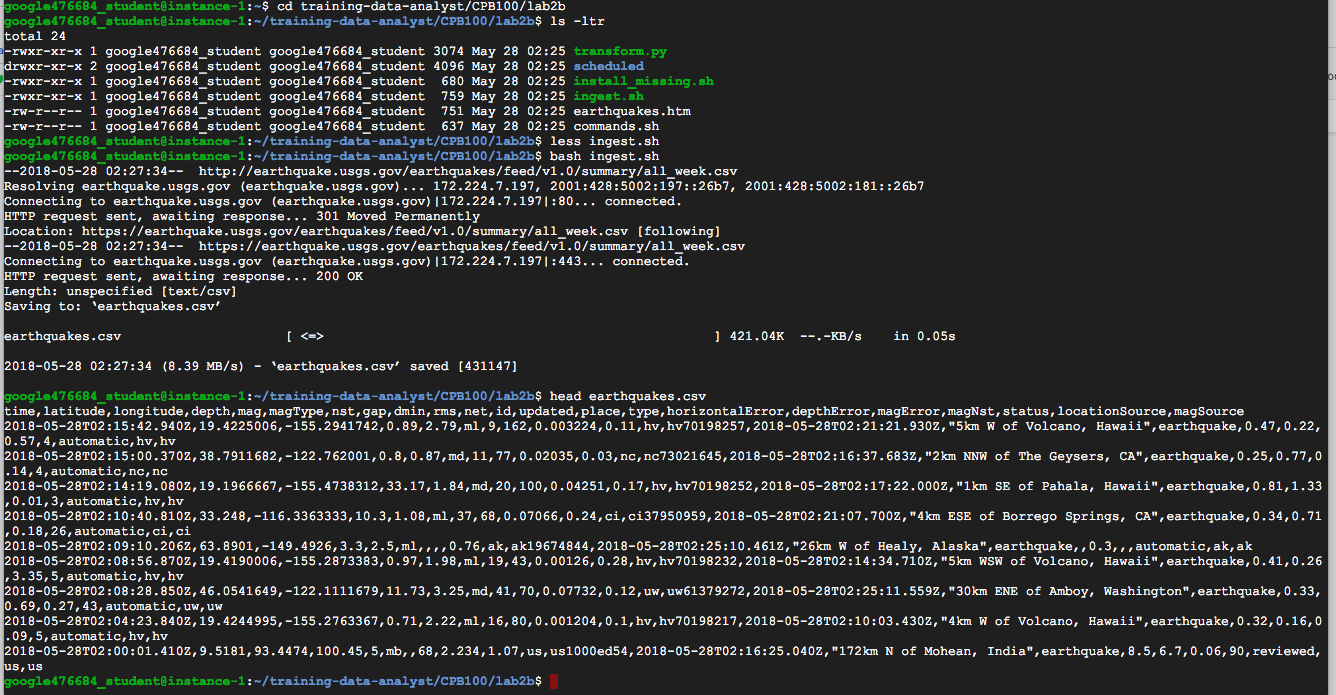 google476684_student@instance-1:~$ cd training-data-analyst/CPB100/lab2b
google476684_student@instance-1:~/training-data-analyst/CPB100/lab2b$ ls -ltr
total 24
-rwxr-xr-x 1 google476684_student google476684_student 3074 May 28 02:25 transform.py
drwxr-xr-x 2 google476684_student google476684_student 4096 May 28 02:25 scheduled
-rwxr-xr-x 1 google476684_student google476684_student  680 May 28 02:25 install_missing.sh
-rwxr-xr-x 1 google476684_student google476684_student  759 May 28 02:25 ingest.sh
-rw-r--r-- 1 google476684_student google476684_student  751 May 28 02:25 earthquakes.htm
-rw-r--r-- 1 google476684_student google476684_student  637 May 28 02:25 commands.sh
google476684_student@instance-1:~/training-data-analyst/CPB100/lab2b$ less ingest.sh
google476684_student@instance-1:~/training-data-analyst/CPB100/lab2b$ bash ingest.sh
--2018-05-28 02:27:34--  http://earthquake.usgs.gov/earthquakes/feed/v1.0/summary/all_week.csv
Resolving earthquake.usgs.gov (earthquake.usgs.gov)... 172.224.7.197, 2001:428:5002:197::26b7, 2001:428:5002:181::26b7
Connecting to earthquake.usgs.gov (earthquake.usgs.gov)|172.224.7.197|:80... connected.
HTTP request sent, awaiting response... 301 Moved Permanently
Location: https://earthquake.usgs.gov/earthquakes/feed/v1.0/summary/all_week.csv [following]
--2018-05-28 02:27:34--  https://earthquake.usgs.gov/earthquakes/feed/v1.0/summary/all_week.csv
Connecting to earthquake.usgs.gov (earthquake.usgs.gov)|172.224.7.197|:443... connected.
HTTP request sent, awaiting response... 200 OK
Length: unspecified [text/csv]
Saving to: ‘earthquakes.csv’
earthquakes.csv                     [ <=>                                                  ] 421.04K  --.-KB/s    in 0.05s
2018-05-28 02:27:34 (8.39 MB/s) - ‘earthquakes.csv’ saved [431147]
google476684_student@instance-1:~/training-data-analyst/CPB100/lab2b$ head earthquakes.csv
time,latitude,longitude,depth,mag,magType,nst,gap,dmin,rms,net,id,updated,place,type,horizontalError,depthError,magError,magNst,status,locationSource,magSource
2018-05-28T02:15:42.940Z,19.4225006,-155.2941742,0.89,2.79,ml,9,162,0.003224,0.11,hv,hv70198257,2018-05-28T02:21:21.930Z,"5km W of Volcano, Hawaii",earthquake,0.47,0.22,
0.57,4,automatic,hv,hv
2018-05-28T02:15:00.370Z,38.7911682,-122.762001,0.8,0.87,md,11,77,0.02035,0.03,nc,nc73021645,2018-05-28T02:16:37.683Z,"2km NNW of The Geysers, CA",earthquake,0.25,0.77,0
.14,4,automatic,nc,nc
2018-05-28T02:14:19.080Z,19.1966667,-155.4738312,33.17,1.84,md,20,100,0.04251,0.17,hv,hv70198252,2018-05-28T02:17:22.000Z,"1km SE of Pahala, Hawaii",earthquake,0.81,1.33
,0.01,3,automatic,hv,hv
2018-05-28T02:10:40.810Z,33.248,-116.3363333,10.3,1.08,ml,37,68,0.07066,0.24,ci,ci37950959,2018-05-28T02:21:07.700Z,"4km ESE of Borrego Springs, CA",earthquake,0.34,0.71
,0.18,26,automatic,ci,ci
2018-05-28T02:09:10.206Z,63.8901,-149.4926,3.3,2.5,ml,,,,0.76,ak,ak19674844,2018-05-28T02:25:10.461Z,"26km W of Healy, Alaska",earthquake,,0.3,,,automatic,ak,ak
2018-05-28T02:08:56.870Z,19.4190006,-155.2873383,0.97,1.98,ml,19,43,0.00126,0.28,hv,hv70198232,2018-05-28T02:14:34.710Z,"5km WSW of Volcano, Hawaii",earthquake,0.41,0.26
,3.35,5,automatic,hv,hv
2018-05-28T02:08:28.850Z,46.0541649,-122.1111679,11.73,3.25,md,41,70,0.07732,0.12,uw,uw61379272,2018-05-28T02:25:11.559Z,"30km ENE of Amboy, Washington",earthquake,0.33,
0.69,0.27,43,automatic,uw,uw
2018-05-28T02:04:23.840Z,19.4244995,-155.2763367,0.71,2.22,ml,16,80,0.001204,0.1,hv,hv70198217,2018-05-28T02:10:03.430Z,"4km W of Volcano, Hawaii",earthquake,0.32,0.16,0
.09,5,automatic,hv,hv
2018-05-28T02:00:01.410Z,9.5181,93.4474,100.45,5,mb,,68,2.234,1.07,us,us1000ed54,2018-05-28T02:16:25.040Z,"172km N of Mohean, India",earthquake,8.5,6.7,0.06,90,reviewed,
us,us
google476684_student@instance-1:~/training-data-analyst/CPB100/lab2b$